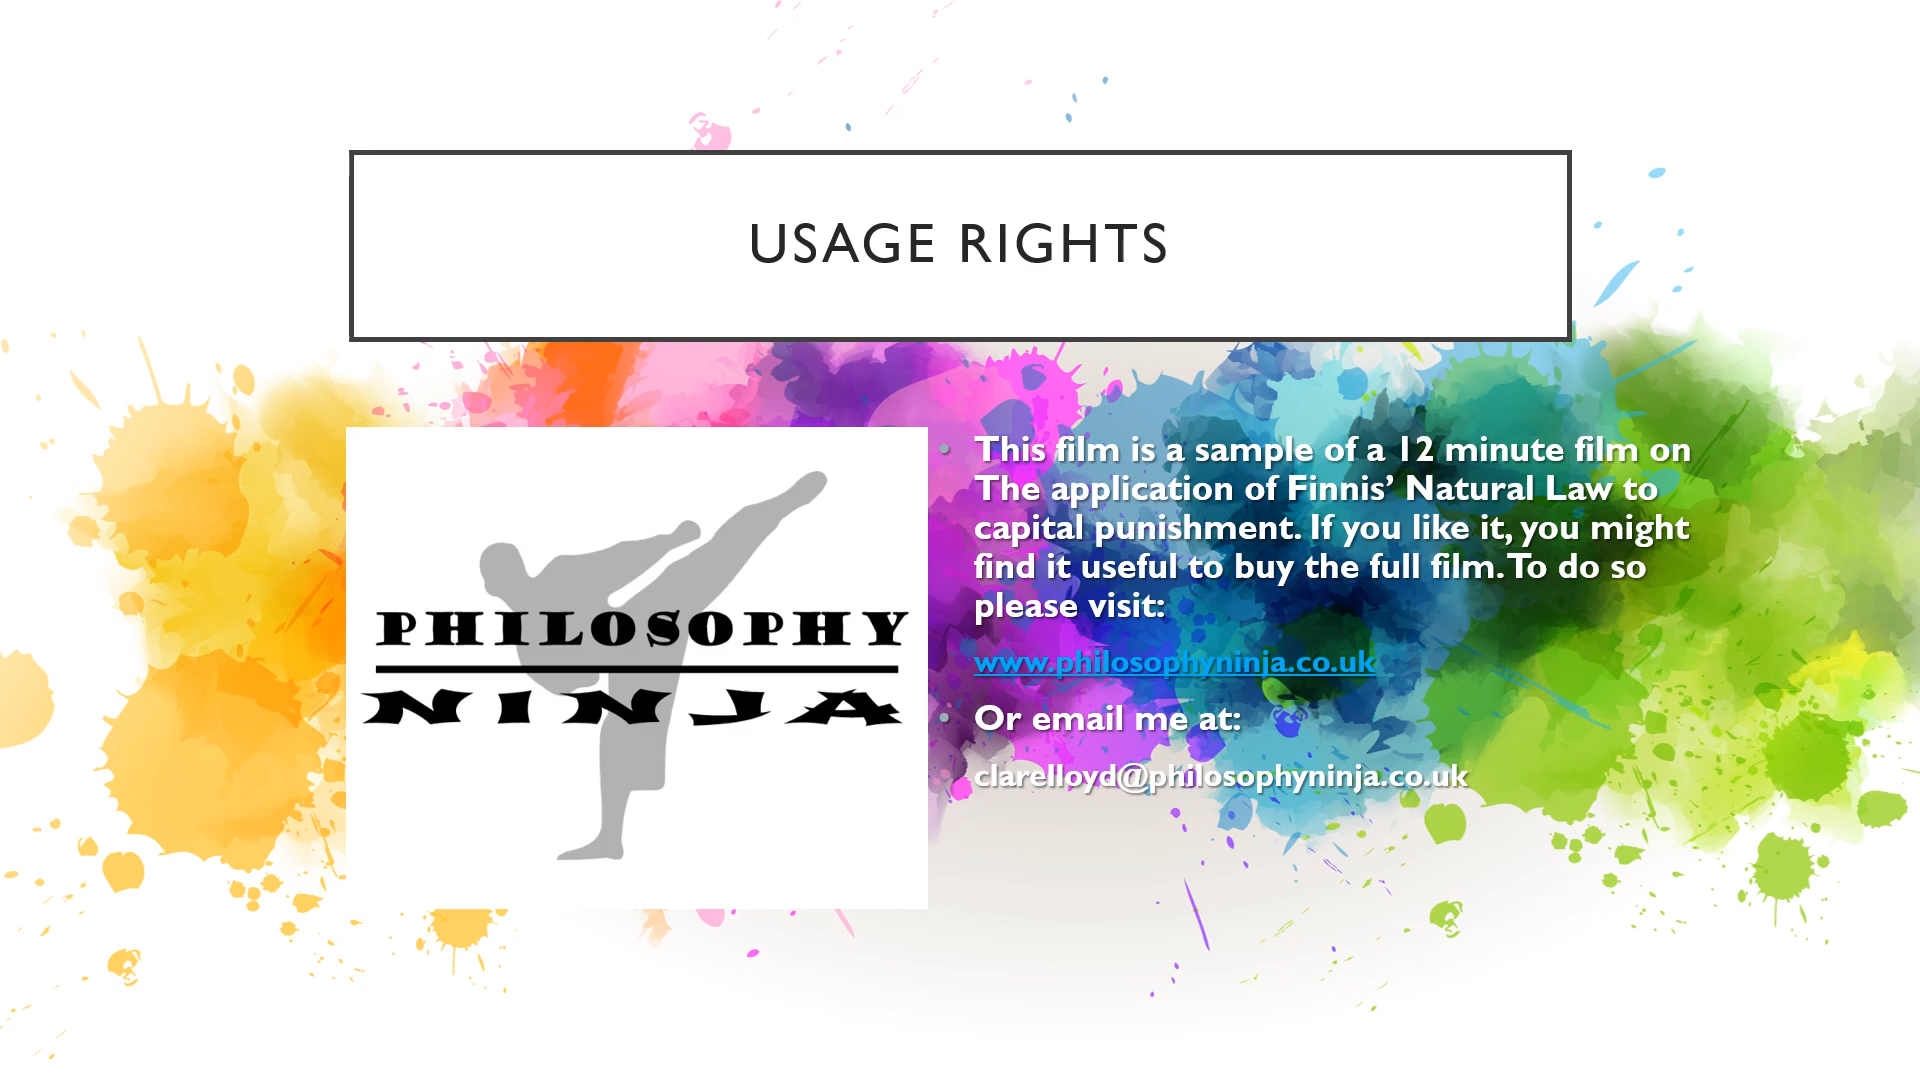 USAGE RIGHTS
PHILOSOPHY
NINJA
• This film is a sample of a 12 minute film on
The application of Finnis’ Natural Law to
capital punishment. If you like it, you might
find it useful to buy the full film. To do so
please visit:
www.philosophyninja.co.uk
• Or email me at:
clarelloyd@philosophyninja.co.uk